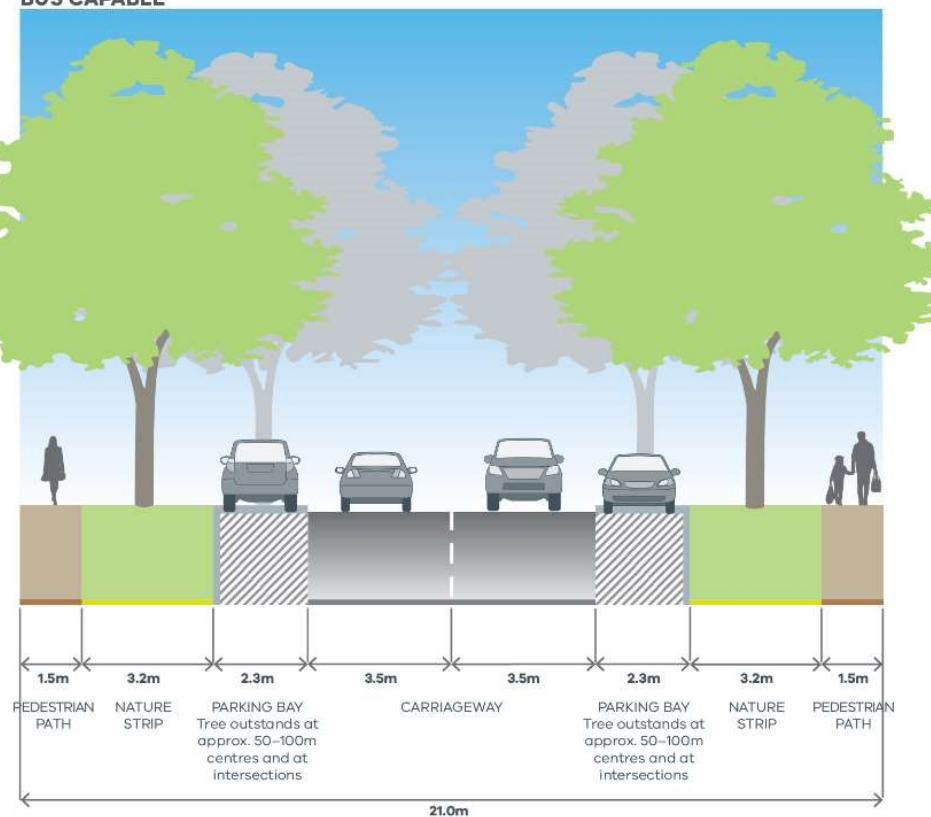 BUS CAPABLE
1.5m 3.2m 2.3m 3.5m 3.5m 2.3m 3.2m 1.5m
PEDESTRIAN
PATH
NATURE
STRIP
PARKING BAY
Tree outstands at
approx. 50–100m
centres and at
intersections
CARRIAGEWAY
PARKING BAY
Tree outstands at
approx. 50–100m
centres and at
intersections
NATURE
STRIP
PEDESTRIAN
PATH
21.0m